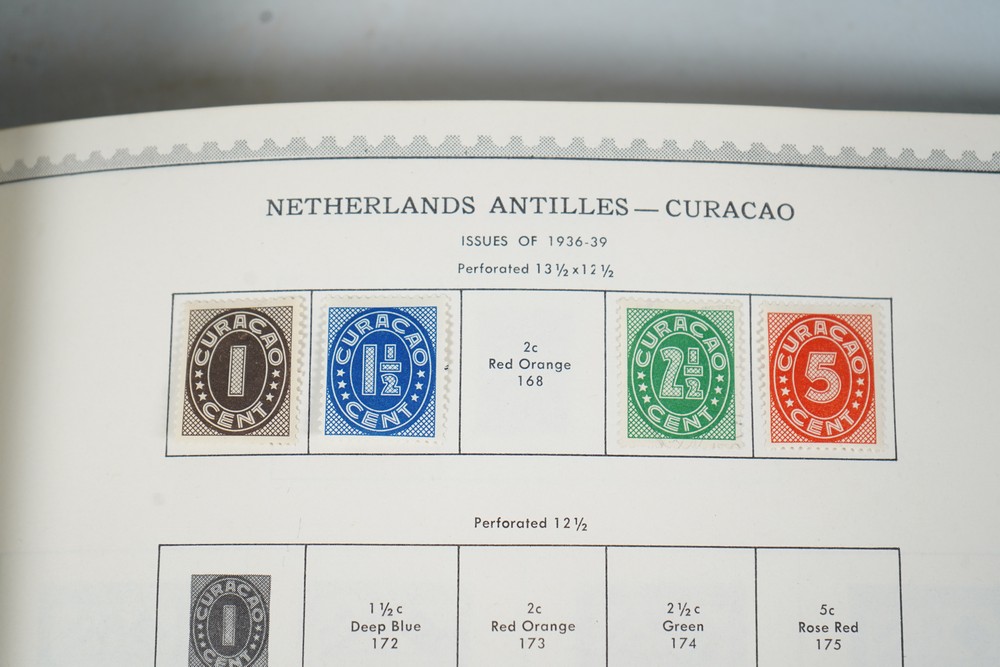 NETHERLANDS ANTILLES — CURACAO
ISSUES OF 1936-39
Perforated 13½ x 12½
CURACAO
1
CENT
CURACAO
1½
CENT
2c
Red Orange
168
CURACAO
2½
CENT
CURACAO
5
CENT
Perforated 12½
CURACAO
1
CENT
1½c
Deep Blue
172
2c
Red Orange
173
2½c
Green
174
5c
Rose Red
175